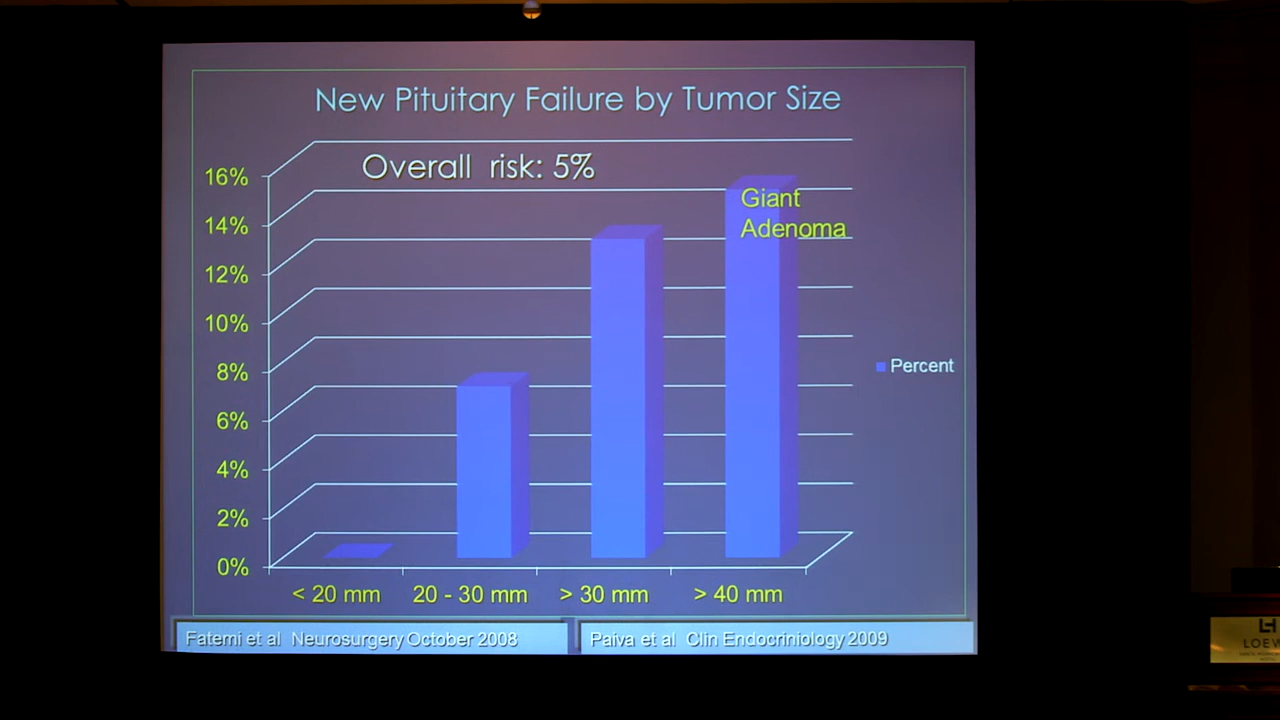 New Pituitary Failure by Tumor Size
Overall risk: 5%
16%
14%
12%
10%
8%
6%
4%
2%
0%
Giant
Adenoma
Percent
< 20 mm
20 - 30 mm
> 30 mm
> 40 mm
Fatemi et al Neurosurgery October 2008
Paiva et al Clin Endocriniology 2009